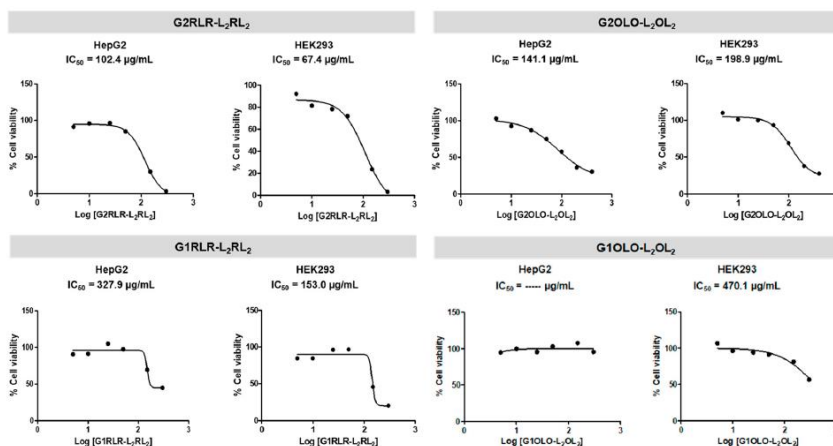 G2RLR-L₂RL₂
HepG2
IC₅₀ = 102.4 µg/mL
% Cell viability
150
100
50
0
0 1 2 3
Log [G2RLR-L₂RL₂]
HEK293
IC₅₀ = 67.4 µg/mL
% Cell viability
100
80
60
40
20
0
0 1 2 3
Log [G2RLR-L₂RL₂]
G2OLO-L₂OL₂
HepG2
IC₅₀ = 141.1 µg/mL
% Cell viability
150
100
50
0
0 1 2 3
Log [G2OLO-L₂OL₂]
HEK293
IC₅₀ = 198.9 µg/mL
% Cell viability
150
100
50
0
0 1 2 3
Log [G2OLO-L₂OL₂]
G1RLR-L₂RL₂
HepG2
IC₅₀ = 327.9 µg/mL
% Cell viability
150
100
50
0
0 1 2 3
Log [G1RLR-L₂RL₂]
HEK293
IC₅₀ = 153.0 µg/mL
% Cell viability
150
100
50
0
0 1 2 3
Log [G1RLR-L₂RL₂]
G1OLO-L₂OL₂
HepG2
IC₅₀ = ----- µg/mL
% Cell viability
150
100
50
0
0 1 2 3
Log [G1OLO-L₂OL₂]
HEK293
IC₅₀ = 470.1 µg/mL
% Cell viability
150
100
50
0
0 1 2 3
Log [G1OLO-L₂OL₂]